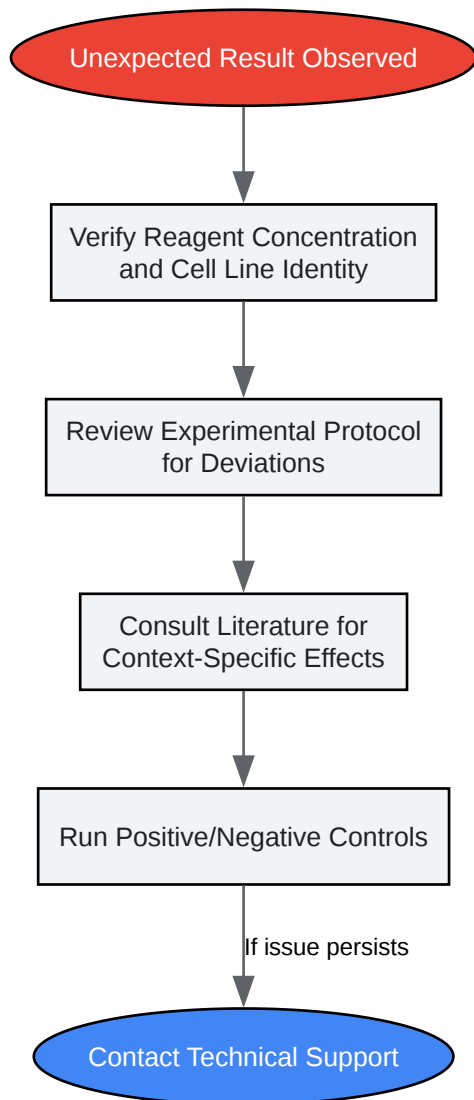 Unexpected Result Observed
Verify Reagent Concentration
and Cell Line Identity
Review Experimental Protocol
for Deviations
Consult Literature for
Context-Specific Effects
Run Positive/Negative Controls
If issue persists
Contact Technical Support